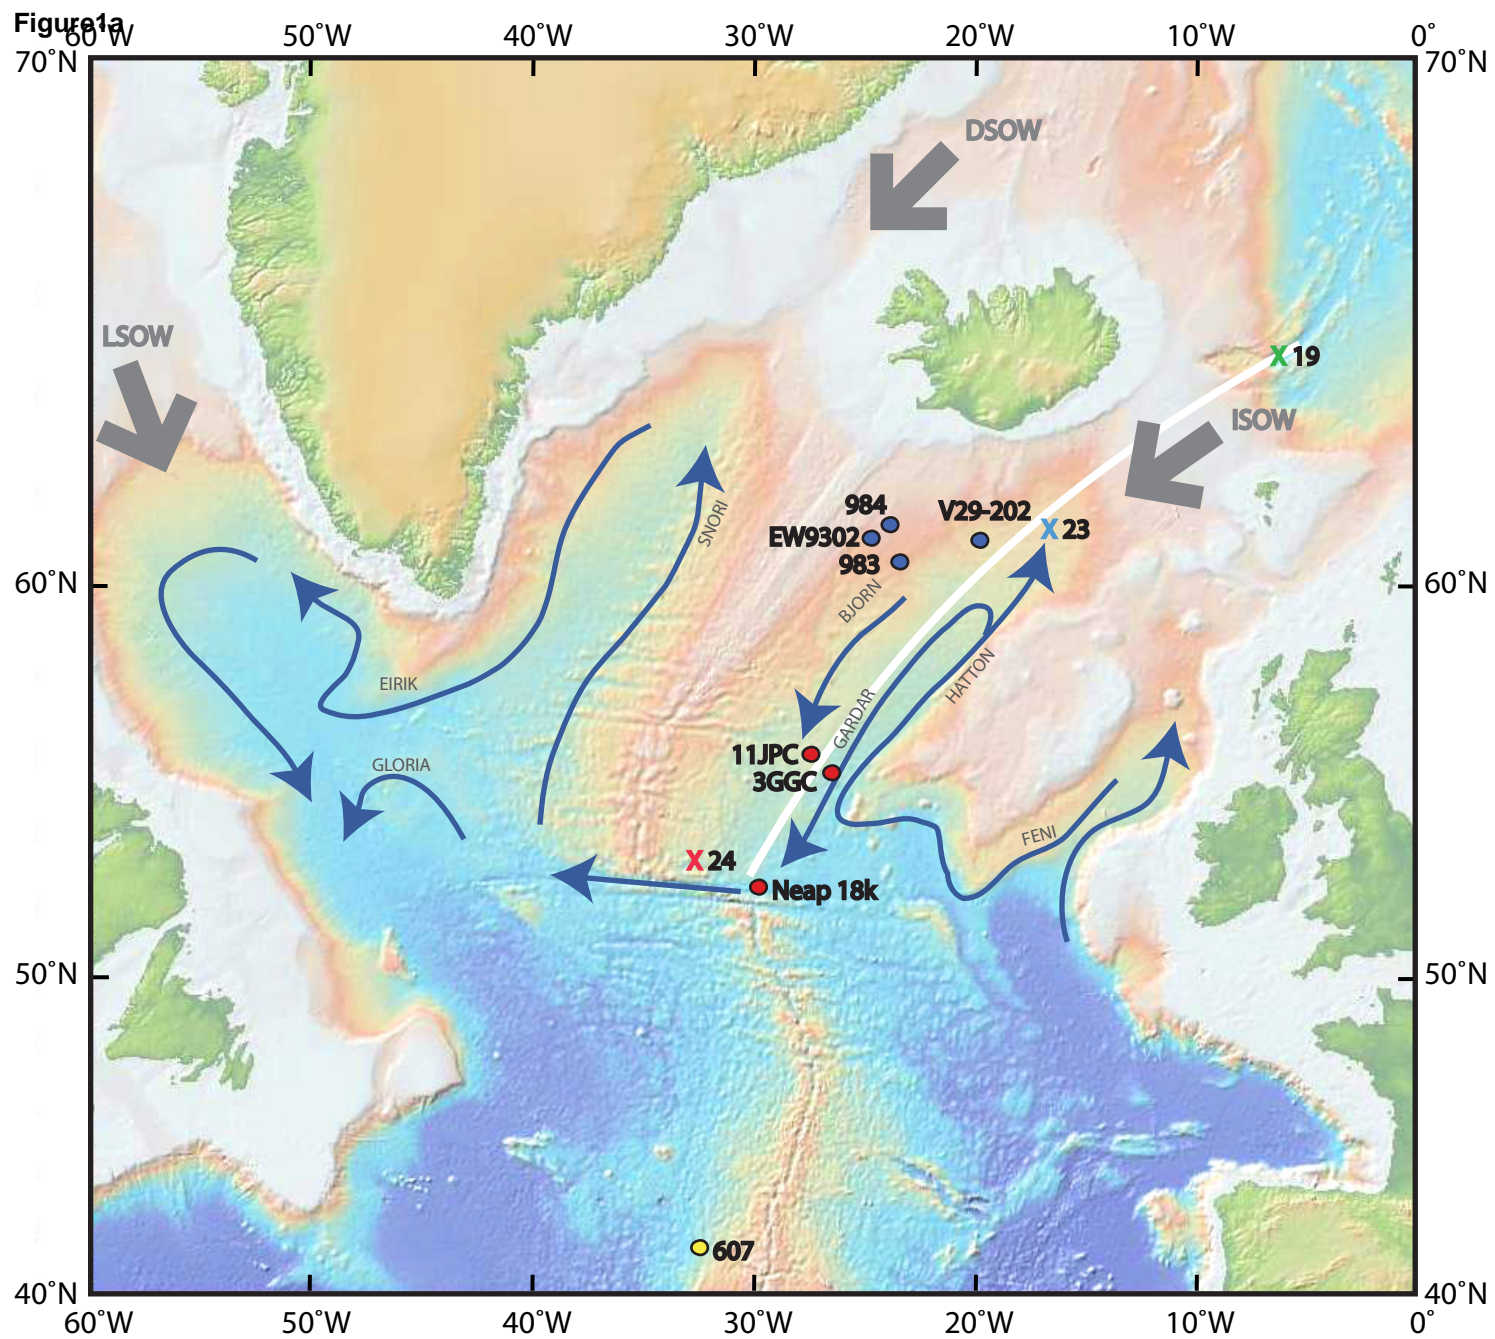 Figure1a
60°W 50°W 40°W 30°W 20°W 10°W 0°
70°N 70°N
DSOW
LSOW
X 19
ISOW
984
V29-202
EW9302
X 23
983
SNORI
60°N 60°N
BJORN
HATTON
EIRIK
GARDAR
11JPC
GLORIA
3GGC
FENI
X 24
Neap 18k
50°N 50°N
607
40°N 40°N
60°W 50°W 40°W 30°W 20°W 10°W 0°